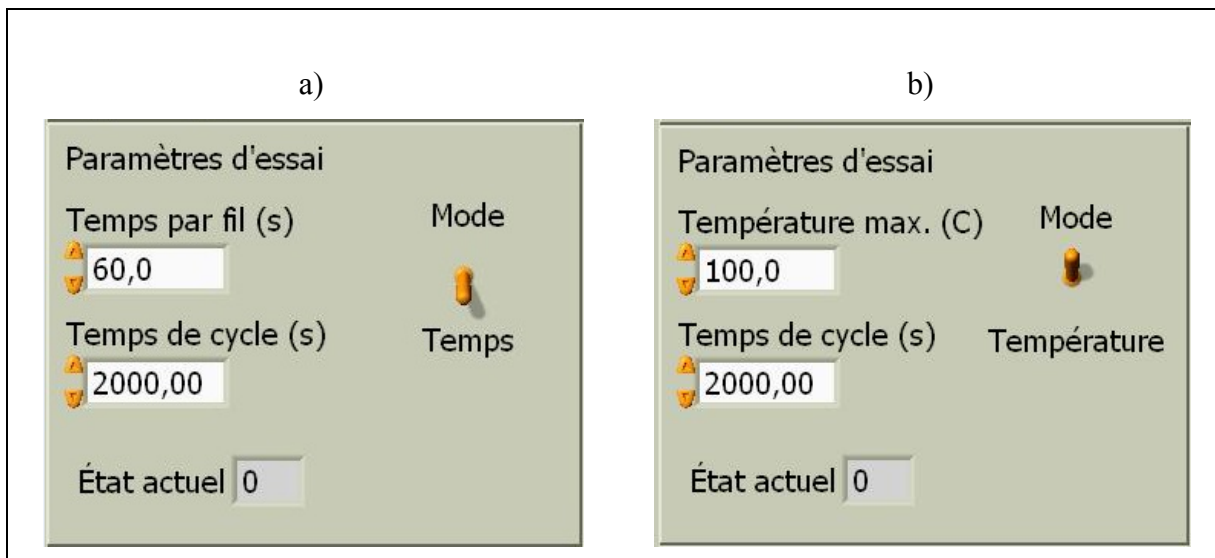 a)
Paramètres d'essai
Temps par fil (s)
Mode
60,0
Temps de cycle (s)
Temps
2000,00
État actuel 0
b)
Paramètres d'essai
Température max. (C)
Mode
100,0
Temps de cycle (s)
Température
2000,00
État actuel 0